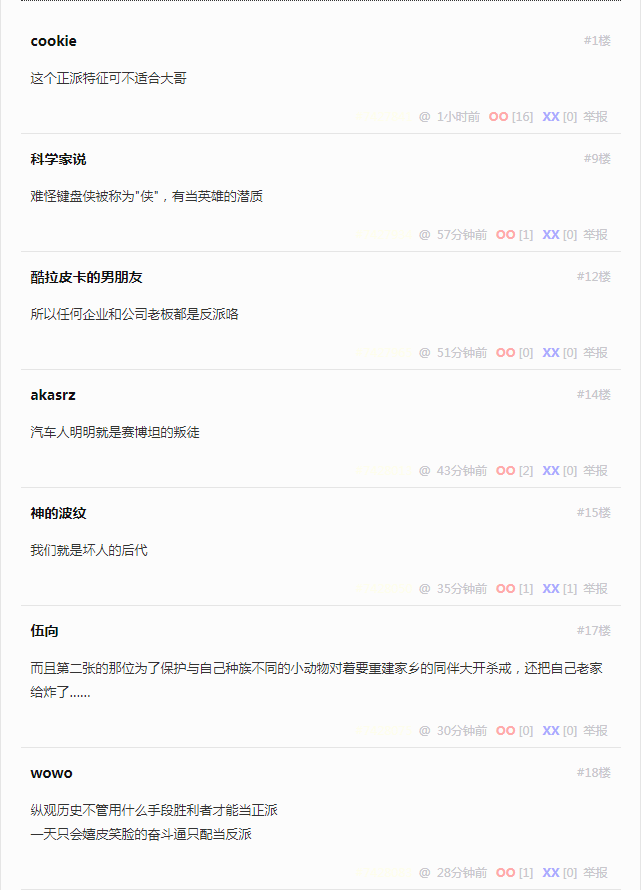 cookie #1楼
这个正派特征可不适合大哥
@ 1小时前 OO [16] XX [0] 举报
科学家说 #9楼
难怪键盘侠被称为"侠"，有当英雄的潜质
@ 57分钟前 OO [1] XX [0] 举报
酷拉皮卡的男朋友 #12楼
所以任何企业和公司老板都是反派咯
@ 51分钟前 OO [0] XX [0] 举报
akasrz #14楼
汽车人明明就是赛博坦的叛徒
@ 43分钟前 OO [2] XX [0] 举报
神的波纹 #15楼
我们就是坏人的后代
@ 35分钟前 OO [1] XX [1] 举报
伍向 #17楼
而且第二张的那位为了保护与自己种族不同的小动物对着要重建家乡的同伴大开杀戒，还把自己老家
给炸了......
@ 30分钟前 OO [0] XX [0] 举报
wowo #18楼
纵观历史不管用什么手段胜利者才能当正派
一天只会嬉皮笑脸的奋斗逼只配当反派
@ 28分钟前 OO [1] XX [0] 举报